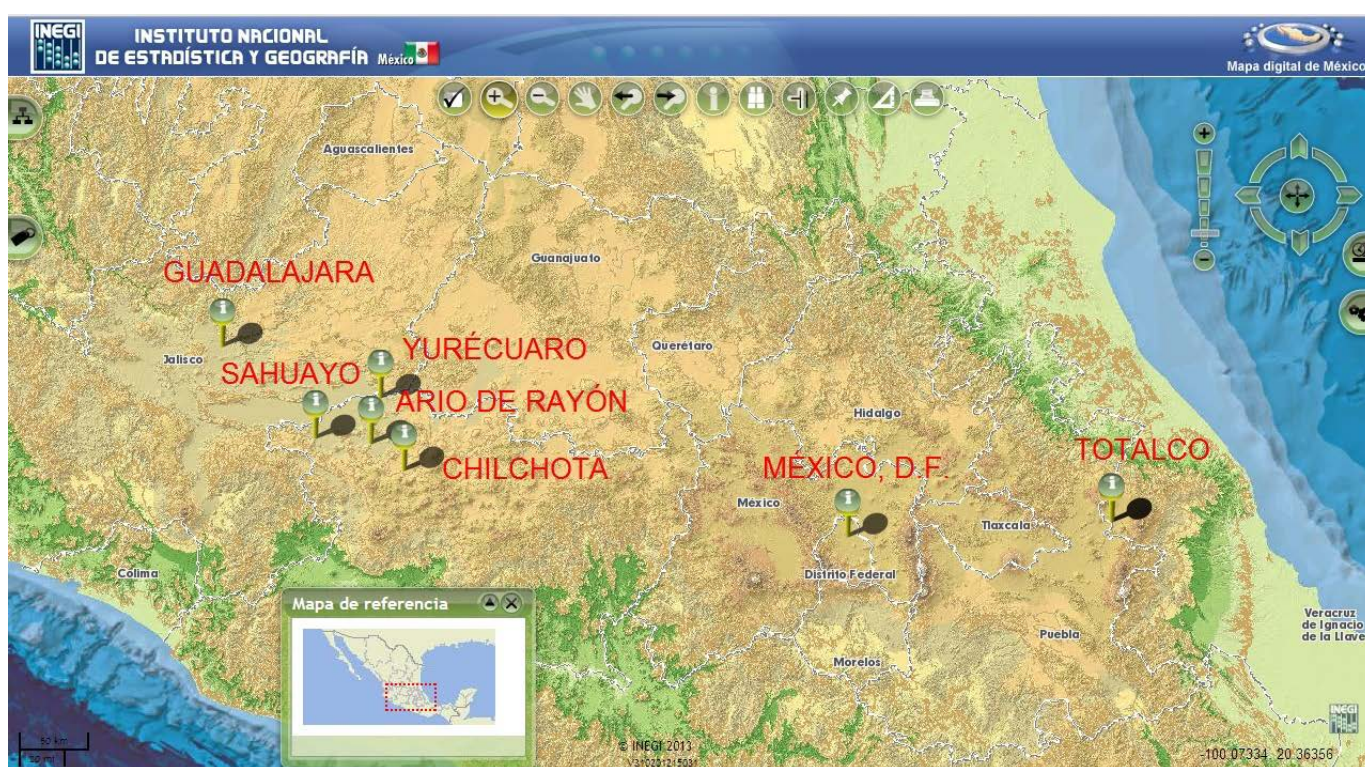 INEGI
INSTITUTO NACIONAL
DE ESTADÍSTICA Y GEOGRAFÍA México
Mapa digital de México
Aguascalientes
GUADALAJARA
Guanajuato
Jalisco
YURÉCUARO
Querétaro
SAHUAYO
ARIO DE RAYÓN
Hidalgo
CHILCHOTA
MÉXICO, D.F.
TOTALCO
México
Tlaxcala
Colima
Distrito Federal
Mapa de referencia
Veracruz
de Ignacio
de la Llave
Puebla
Morelos
INEGI
50 km
© INEGI 2013
-100.07334, 20.36356